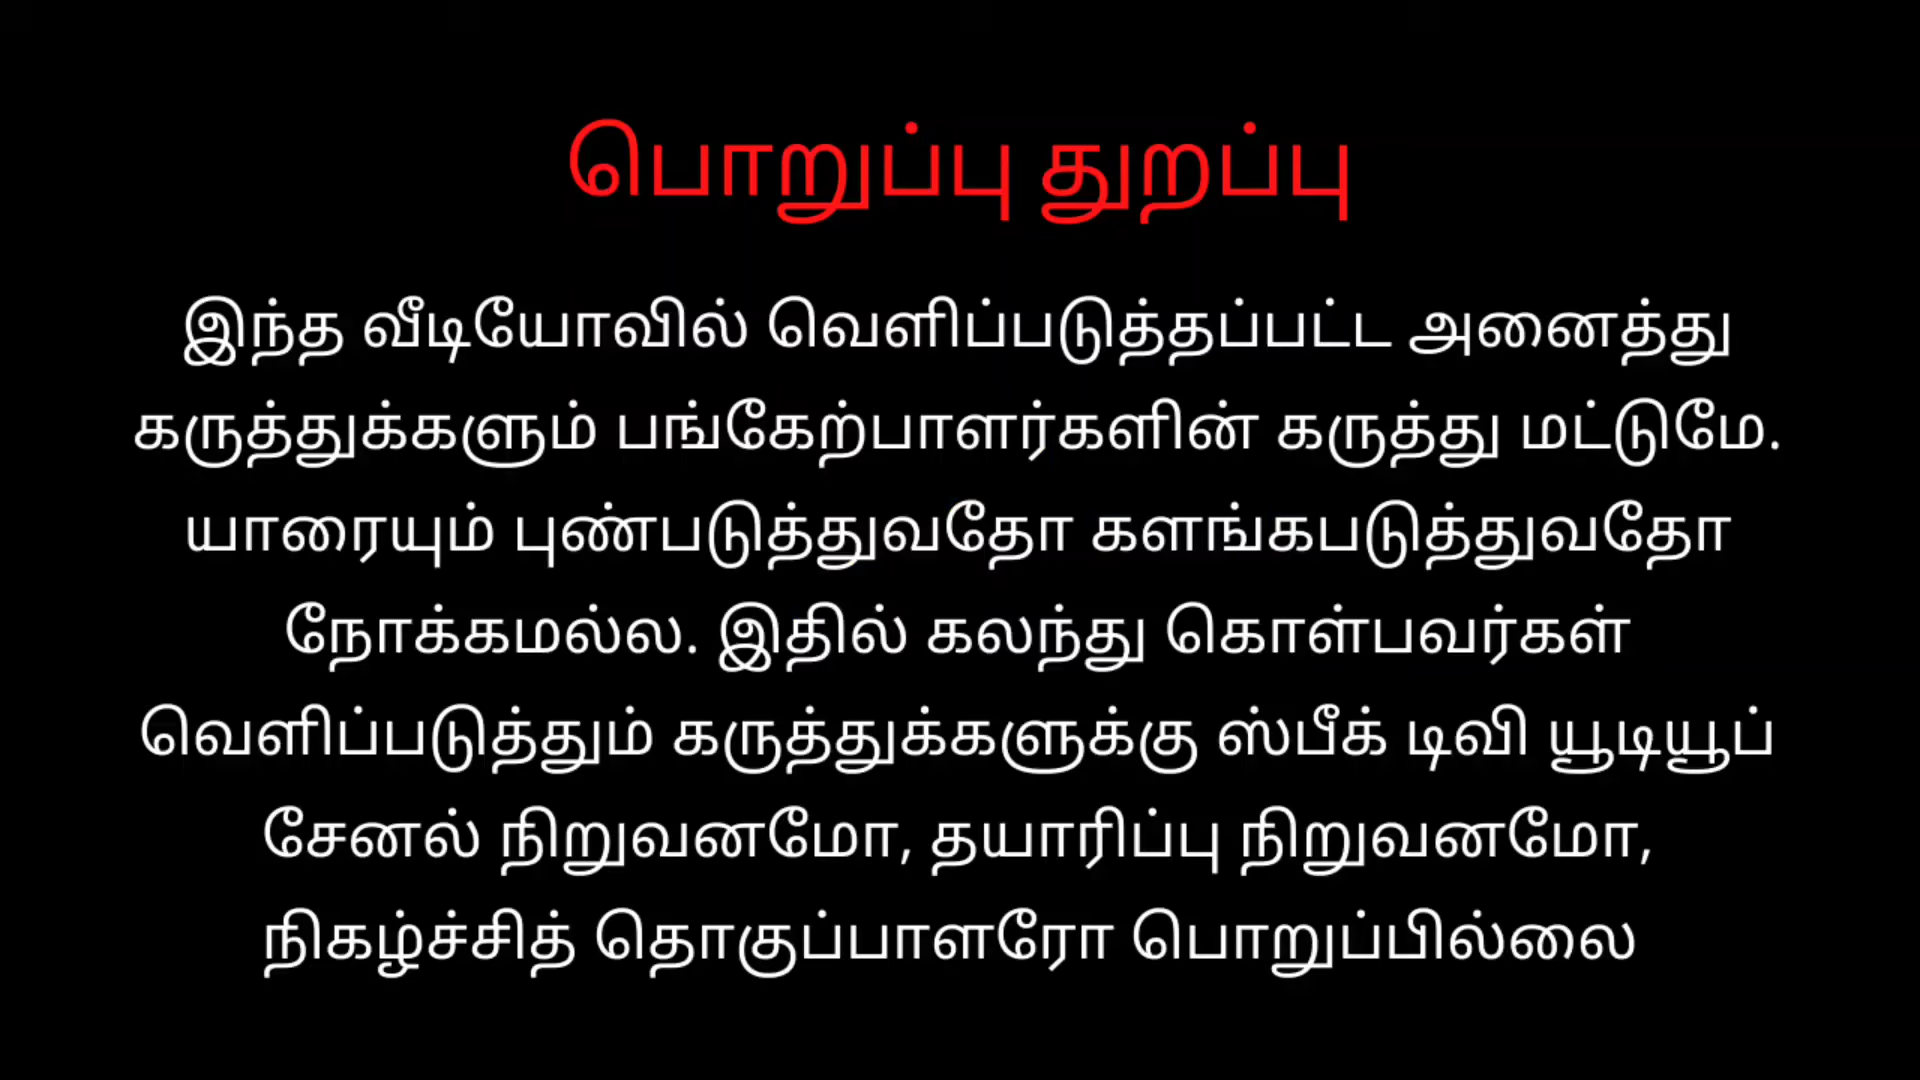 பொறுப்பு துறப்பு
இந்த வீடியோவில் வெளிப்படுத்தப்பட்ட அனைத்து
கருத்துக்களும் பங்கேற்பாளர்களின் கருத்து மட்டுமே.
யாரையும் புண்படுத்துவதோ களங்கபடுத்துவதோ
நோக்கமல்ல. இதில் கலந்து கொள்பவர்கள்
வெளிப்படுத்தும் கருத்துக்களுக்கு ஸ்பீக் டிவி யூடியூப்
சேனல் நிறுவனமோ, தயாரிப்பு நிறுவனமோ,
நிகழ்ச்சித் தொகுப்பாளரோ பொறுப்பில்லை